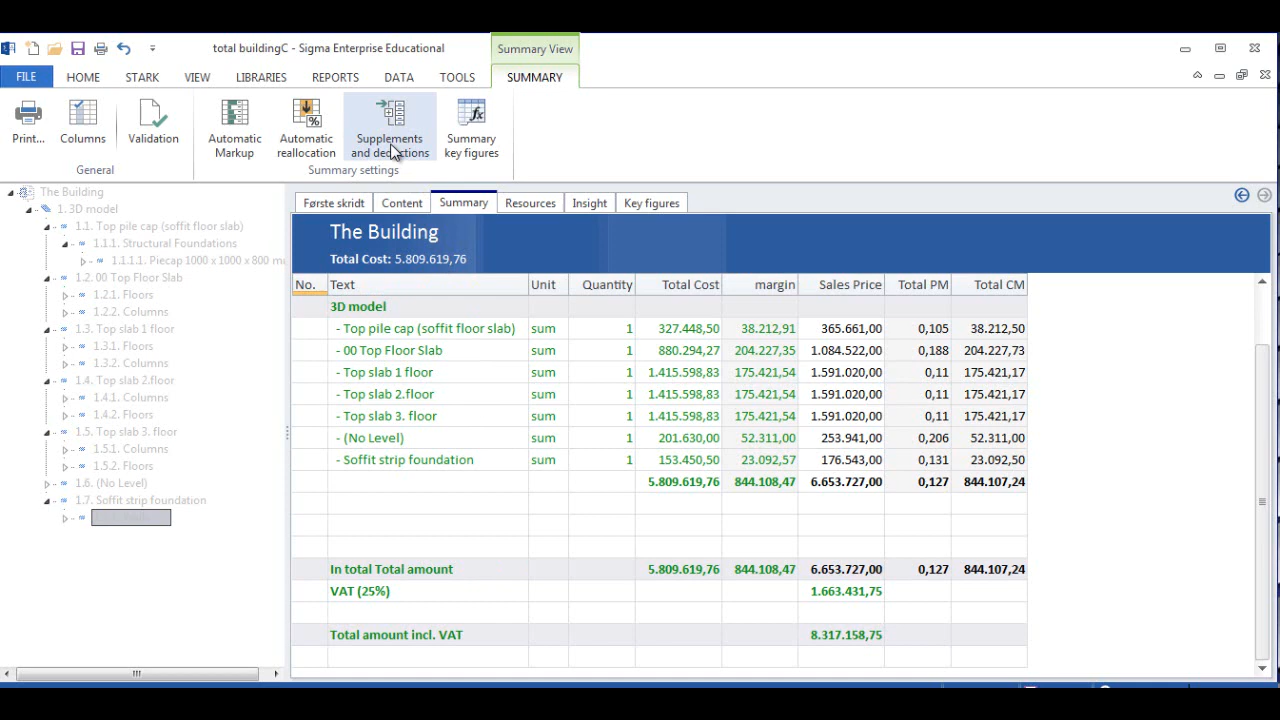 total buildingC - Sigma Enterprise Educational
Summary View
FILE HOME STARK VIEW LIBRARIES REPORTS DATA TOOLS SUMMARY
Print...
Columns
Validation
Automatic
Markup
Automatic
reallocation
Supplements
and deductions
Summary
key figures
General
Summary settings
The Building
1. 3D model
1.1. Top pile cap (soffit floor slab)
1.1.1. Structural Foundations
1.1.1.1. Piecap 1000 x 1000 x 800 m
1.2. 00 Top Floor Slab
1.2.1. Floors
1.2.2. Columns
1.3. Top slab 1 floor
1.3.1. Floors
1.3.2. Columns
1.4. Top slab 2.floor
1.4.1. Columns
1.4.2. Floors
1.5. Top slab 3. floor
1.5.1. Columns
1.5.2. Floors
1.6. (No Level)
1.7. Soffit strip foundation
Første skridt Content Summary Resources Insight Key figures
The Building
Total Cost: 5.809.619,76
No. Text Unit Quantity Total Cost margin Sales Price Total PM Total CM
3D model
- Top pile cap (soffit floor slab) sum 1 327.448,50 38.212,91 365.661,00 0,105 38.212,50
- 00 Top Floor Slab sum 1 880.294,27 204.227,35 1.084.522,00 0,188 204.227,73
- Top slab 1 floor sum 1 1.415.598,83 175.421,54 1.591.020,00 0,11 175.421,17
- Top slab 2.floor sum 1 1.415.598,83 175.421,54 1.591.020,00 0,11 175.421,17
- Top slab 3. floor sum 1 1.415.598,83 175.421,54 1.591.020,00 0,11 175.421,17
- (No Level) sum 1 201.630,00 52.311,00 253.941,00 0,206 52.311,00
- Soffit strip foundation sum 1 153.450,50 23.092,57 176.543,00 0,131 23.092,50
5.809.619,76 844.108,47 6.653.727,00 0,127 844.107,24
In total Total amount 5.809.619,76 844.108,47 6.653.727,00 0,127 844.107,24
VAT (25%) 1.663.431,75
Total amount incl. VAT 8.317.158,75